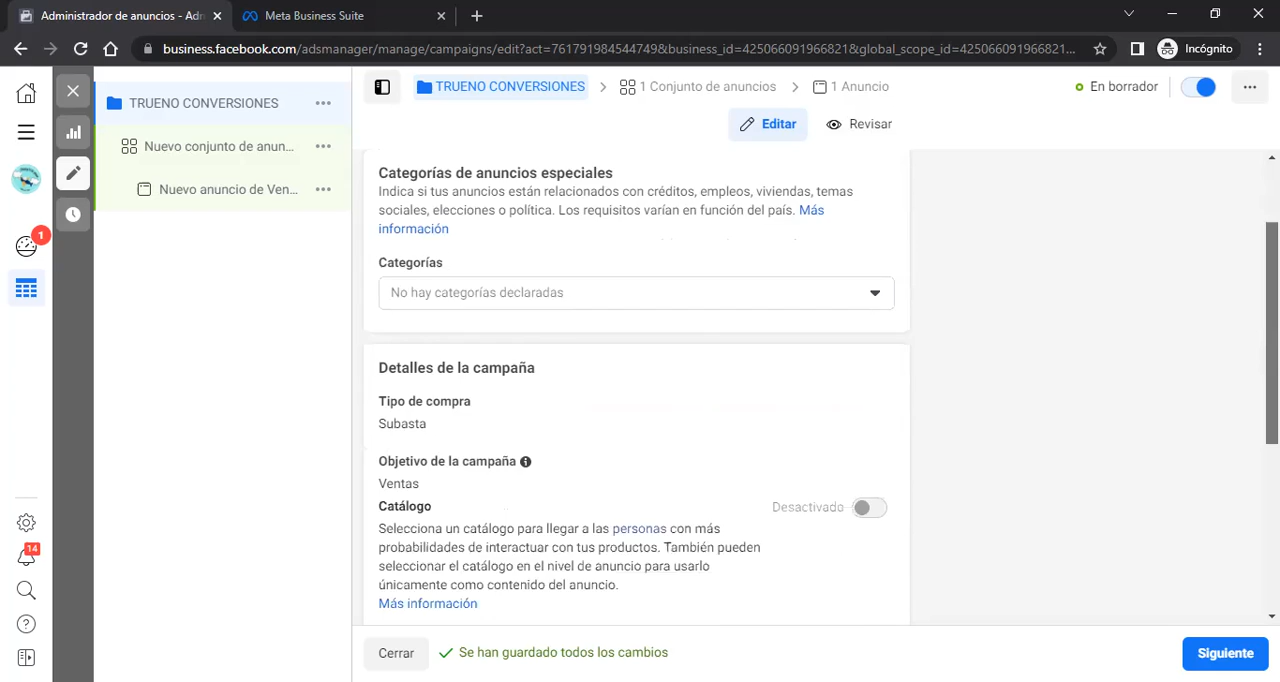 Administrador de anuncios - Adn
Meta Business Suite
business.facebook.com/adsmanager/manage/campaigns/edit?act=761791984544749&business_id=425066091966821&global_scope_id=425066091966821...
Incógnito
TRUENO CONVERSIONES
Nuevo conjunto de anun...
Nuevo anuncio de Ven...
1
14
TRUENO CONVERSIONES
1 Conjunto de anuncios
1 Anuncio
En borrador
Editar
Revisar
Categorías de anuncios especiales
Indica si tus anuncios están relacionados con créditos, empleos, viviendas, temas
sociales, elecciones o política. Los requisitos varían en función del país. Más
información
Categorías
No hay categorías declaradas
Detalles de la campaña
Tipo de compra
Subasta
Objetivo de la campaña
Ventas
Catálogo
Desactivado
Selecciona un catálogo para llegar a las personas con más
probabilidades de interactuar con tus productos. También pueden
seleccionar el catálogo en el nivel de anuncio para usarlo
únicamente como contenido del anuncio.
Más información
Cerrar
Se han guardado todos los cambios
Siguiente